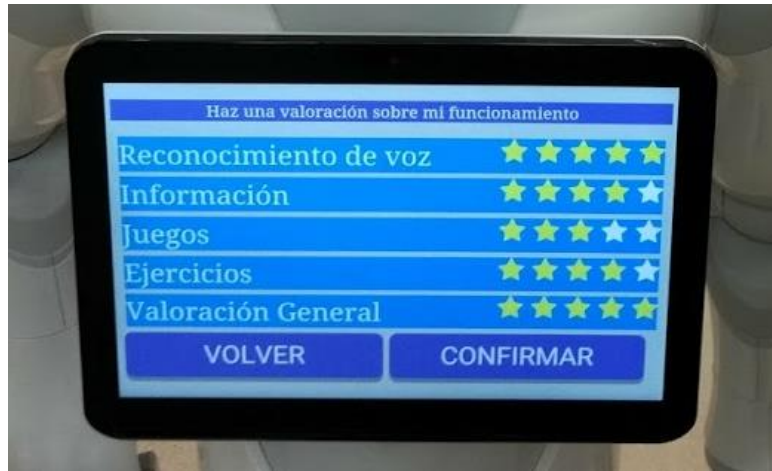 Haz una valoración sobre mi funcionamiento
Reconocimiento de voz
Información
Juegos
Ejercicios
Valoración General
VOLVER CONFIRMAR